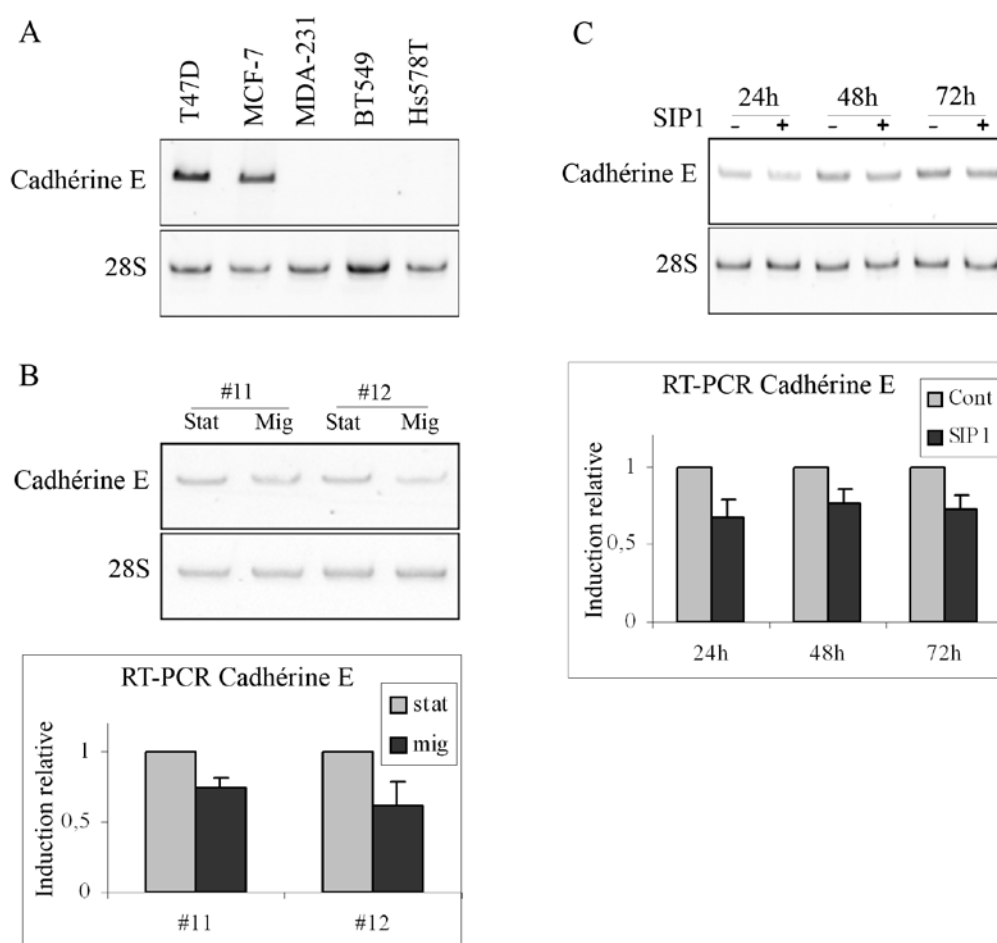 A
T47D
MCF-7
MDA-231
BT549
Hs578T
Cadhérine E
28S
B
#11 #12
Stat Mig Stat Mig
Cadhérine E
28S
RT-PCR Cadhérine E
stat
mig
Induction relative
1
0,5
0
#11 #12
C
24h 48h 72h
SIP1 - + - + - +
Cadhérine E
28S
RT-PCR Cadhérine E
Cont
SIP1
Induction relative
1
0,5
0
24h 48h 72h